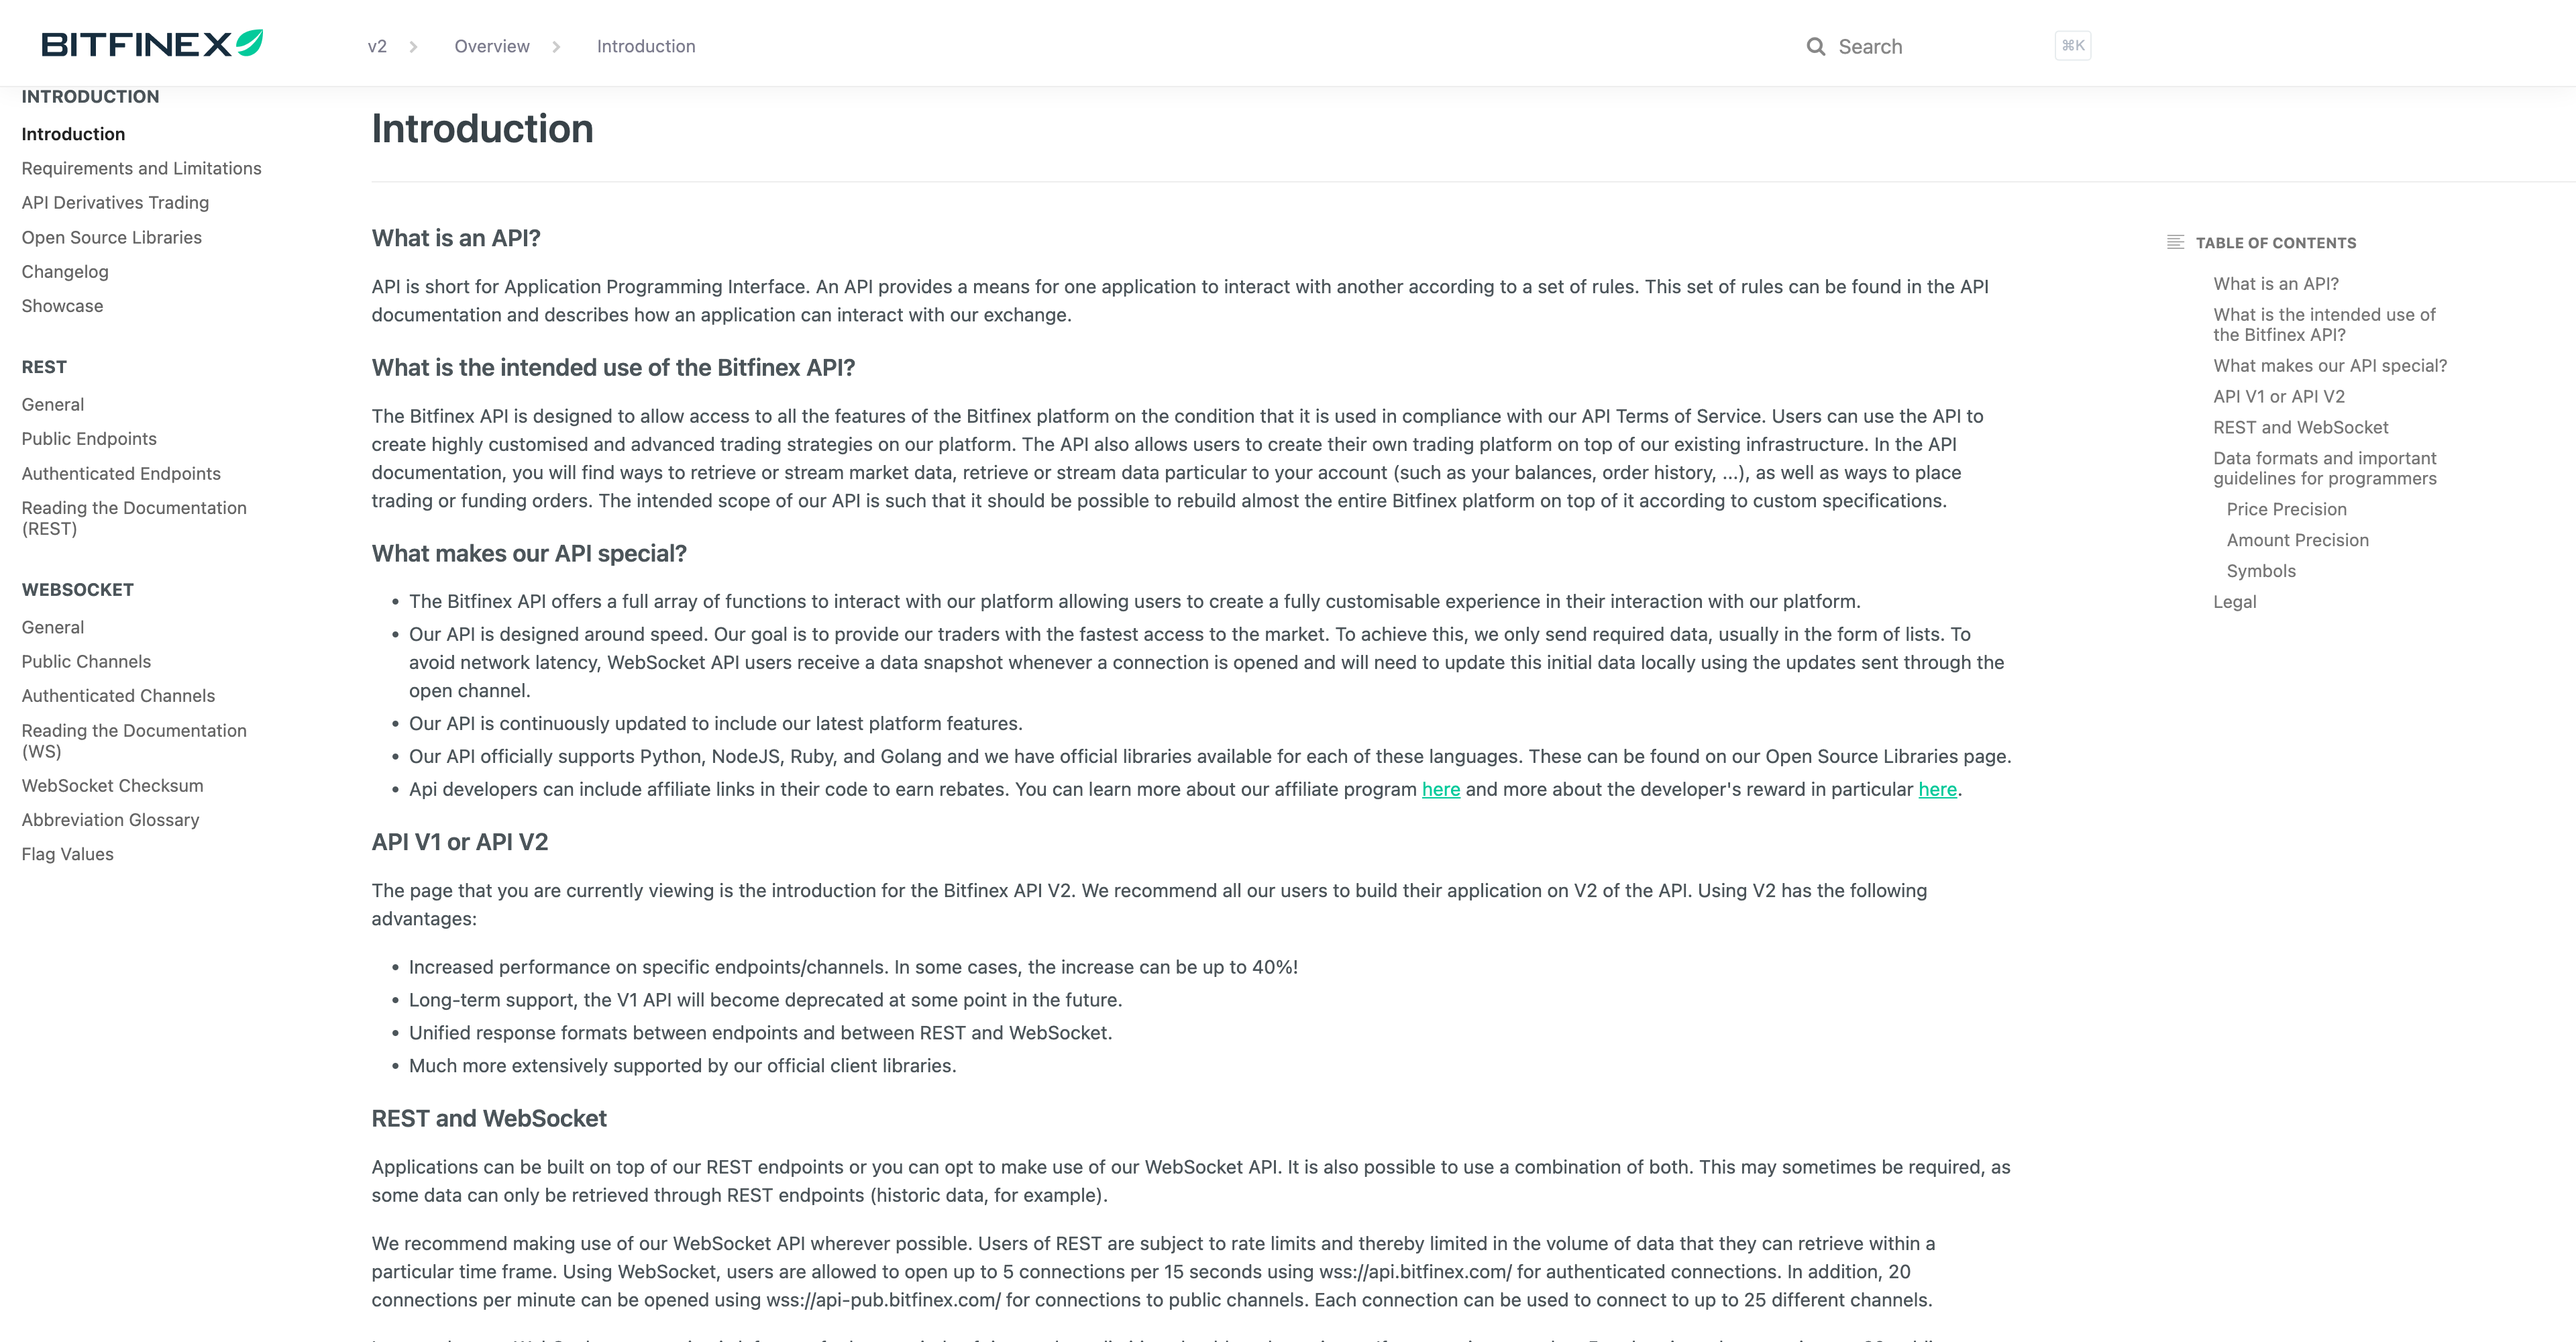 BITFINEX
v2
Overview
Introduction
Search
⌘K
INTRODUCTION
Introduction
Requirements and Limitations
API Derivatives Trading
Open Source Libraries
Changelog
Showcase
REST
General
Public Endpoints
Authenticated Endpoints
Reading the Documentation
(REST)
WEBSOCKET
General
Public Channels
Authenticated Channels
Reading the Documentation
(WS)
WebSocket Checksum
Abbreviation Glossary
Flag Values
Introduction
What is an API?
API is short for Application Programming Interface. An API provides a means for one application to interact with another according to a set of rules. This set of rules can be found in the API
documentation and describes how an application can interact with our exchange.
What is the intended use of the Bitfinex API?
The Bitfinex API is designed to allow access to all the features of the Bitfinex platform on the condition that it is used in compliance with our API Terms of Service. Users can use the API to
create highly customised and advanced trading strategies on our platform. The API also allows users to create their own trading platform on top of our existing infrastructure. In the API
documentation, you will find ways to retrieve or stream market data, retrieve or stream data particular to your account (such as your balances, order history, ...), as well as ways to place
trading or funding orders. The intended scope of our API is such that it should be possible to rebuild almost the entire Bitfinex platform on top of it according to custom specifications.
What makes our API special?
• The Bitfinex API offers a full array of functions to interact with our platform allowing users to create a fully customisable experience in their interaction with our platform.
• Our API is designed around speed. Our goal is to provide our traders with the fastest access to the market. To achieve this, we only send required data, usually in the form of lists. To
avoid network latency, WebSocket API users receive a data snapshot whenever a connection is opened and will need to update this initial data locally using the updates sent through the
open channel.
• Our API is continuously updated to include our latest platform features.
• Our API officially supports Python, NodeJS, Ruby, and Golang and we have official libraries available for each of these languages. These can be found on our Open Source Libraries page.
• Api developers can include affiliate links in their code to earn rebates. You can learn more about our affiliate program here and more about the developer's reward in particular here.
API V1 or API V2
The page that you are currently viewing is the introduction for the Bitfinex API V2. We recommend all our users to build their application on V2 of the API. Using V2 has the following
advantages:
• Increased performance on specific endpoints/channels. In some cases, the increase can be up to 40%!
• Long-term support, the V1 API will become deprecated at some point in the future.
• Unified response formats between endpoints and between REST and WebSocket.
• Much more extensively supported by our official client libraries.
REST and WebSocket
Applications can be built on top of our REST endpoints or you can opt to make use of our WebSocket API. It is also possible to use a combination of both. This may sometimes be required, as
some data can only be retrieved through REST endpoints (historic data, for example).
We recommend making use of our WebSocket API wherever possible. Users of REST are subject to rate limits and thereby limited in the volume of data that they can retrieve within a
particular time frame. Using WebSocket, users are allowed to open up to 5 connections per 15 seconds using wss://api.bitfinex.com/ for authenticated connections. In addition, 20
connections per minute can be opened using wss://api-pub.bitfinex.com/ for connections to public channels. Each connection can be used to connect to up to 25 different channels.
TABLE OF CONTENTS
What is an API?
What is the intended use of
the Bitfinex API?
What makes our API special?
API V1 or API V2
REST and WebSocket
Data formats and important
guidelines for programmers
Price Precision
Amount Precision
Symbols
Legal